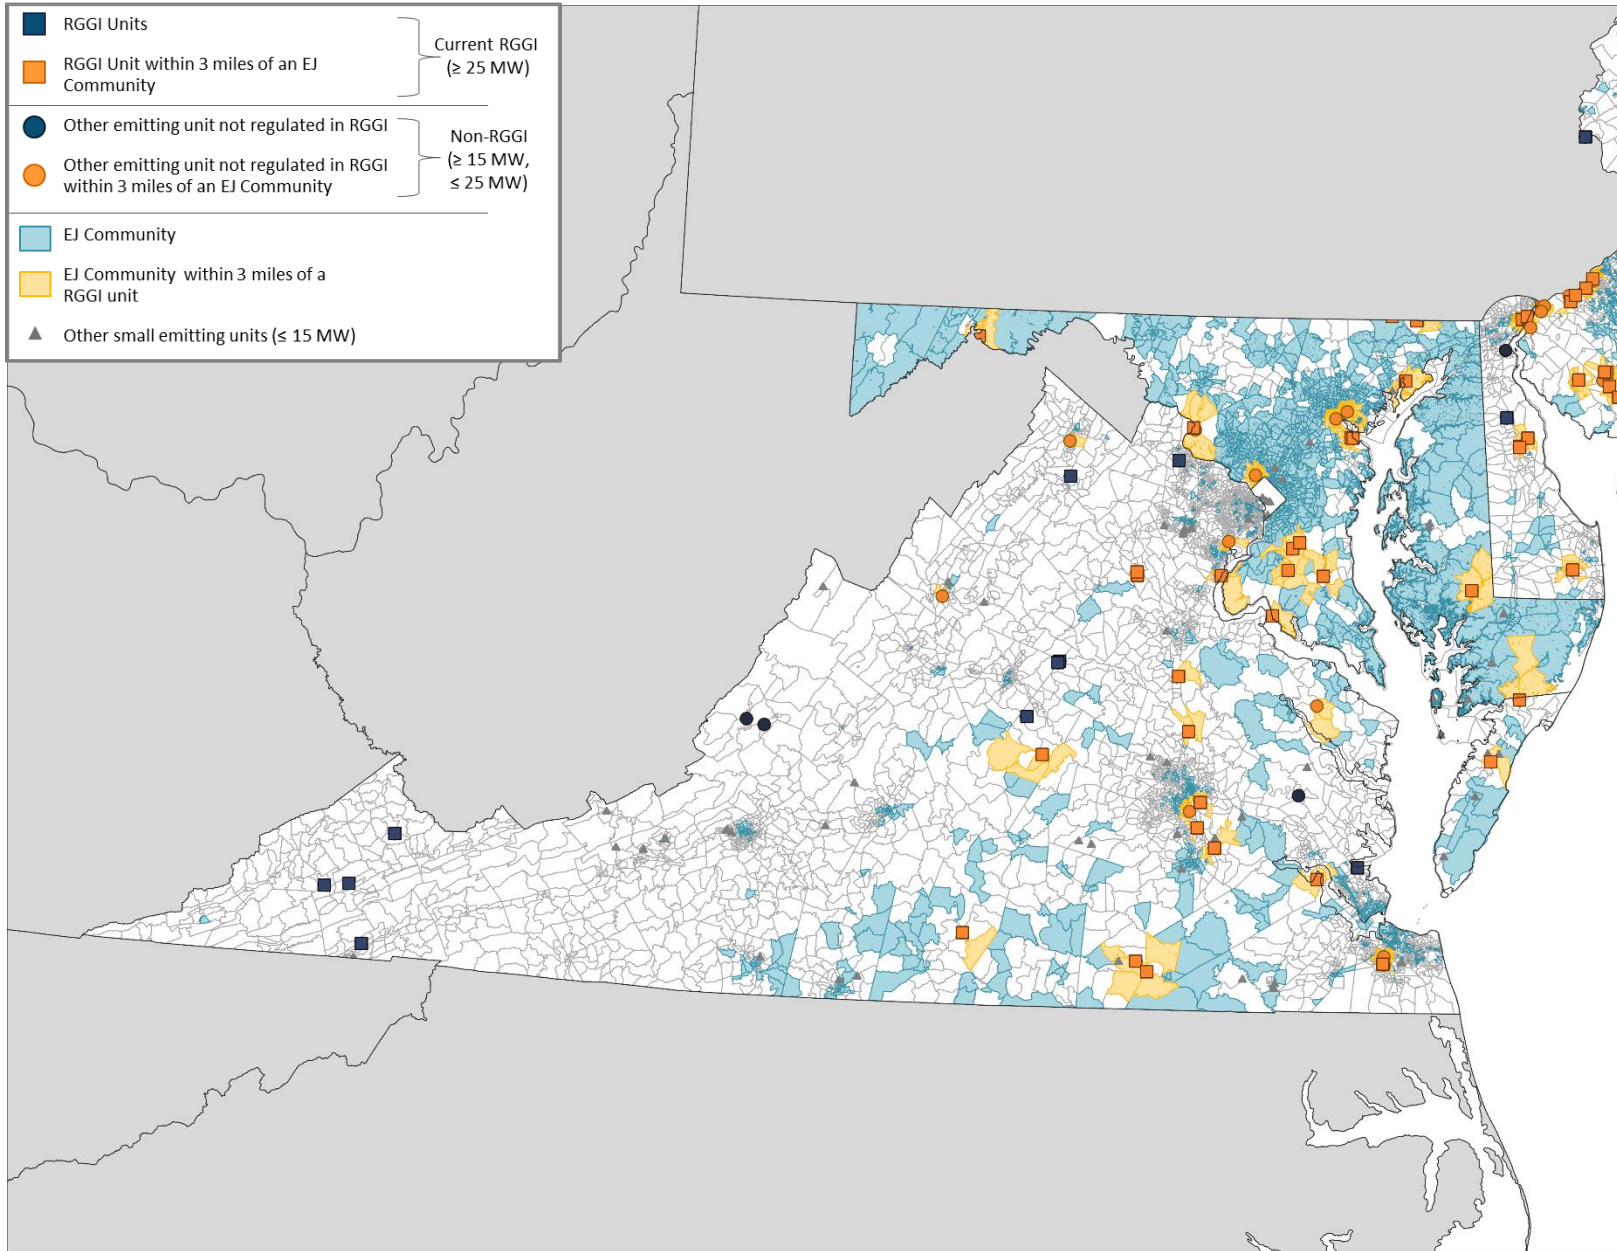 RGGI Units
RGGI Unit within 3 miles of an EJ
Community
Current RGGI
(≥ 25 MW)
Other emitting unit not regulated in RGGI
Other emitting unit not regulated in RGGI
within 3 miles of an EJ Community
Non-RGGI
(≥ 15 MW,
≤ 25 MW)
EJ Community
EJ Community within 3 miles of a
RGGI unit
Other small emitting units (≤ 15 MW)